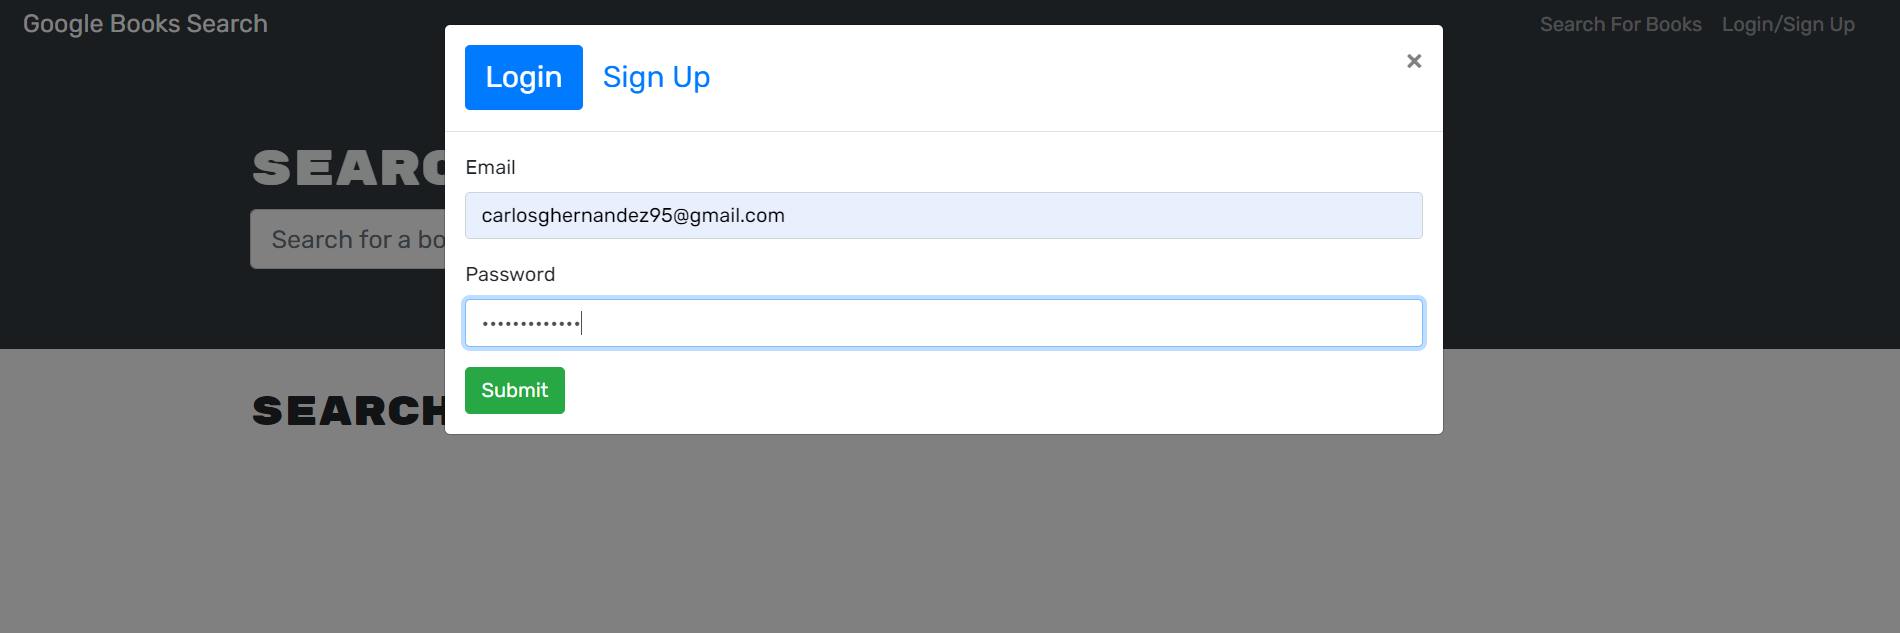 Google Books Search
Search For Books
Login/Sign Up
Login
Sign Up
×
SEARC
Search for a bo
Email
carlosghernandez95@gmail.com
Password
•••••••••••••
Submit
SEARCH